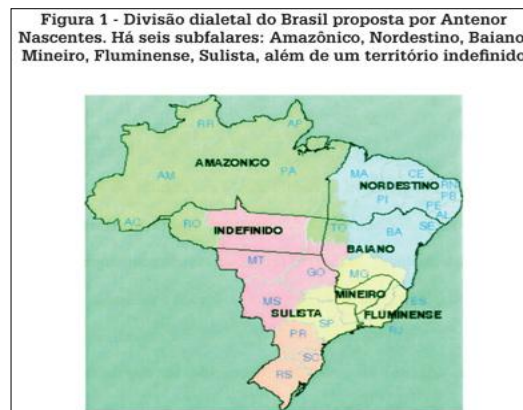 Figura 1 - Divisão dialetal do Brasil proposta por Antenor
Nascentes. Há seis subfalares: Amazônico, Nordestino, Baiano
Mineiro, Fluminense, Sulista, além de um território indefinido
RR
AP
AMAZONICO
AM
PA
MA
CE
NORDESTINO
RN
PB
PI
PE
AL
AC
RO
TO
SE
INDEFINIDO
BA
BAIANO
MT
GO
MG
MS
MINEIRO
ES
SULISTA
SP
FLUMINENSE
RJ
PR
SC
RS